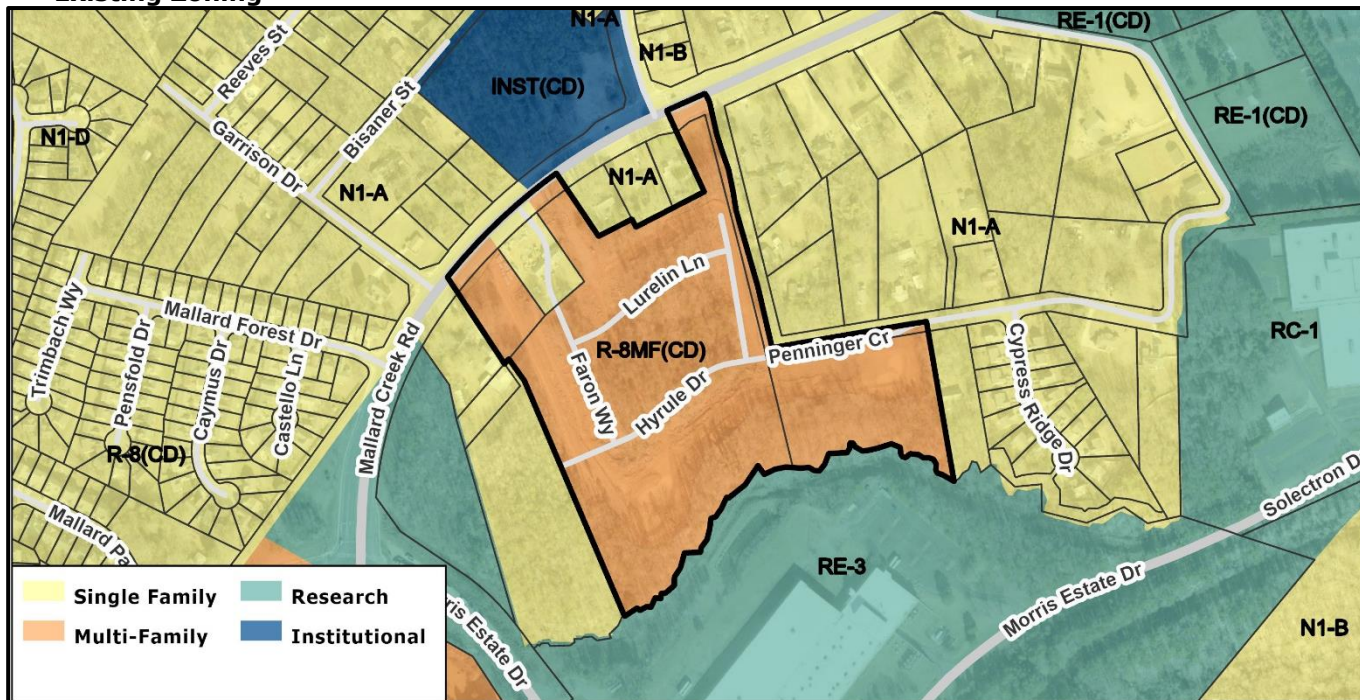 Existing Zoning
RE-1(CD)
N1-A
N1-B
Reeves St
Bisaner St
INST(CD)
RE-1(CD)
N1-D
Garrison Dr
N1-A
N1-A
N1-A
Lurelin Ln
Trimbach Wy
Mallard Forest Dr
Mallard Creek Rd
R-8MF(CD)
Penninger Cr
RC-1
Pensfold Dr
Caymus Dr
Castello Ln
Faron Wy
Hyrule Dr
Cypress Ridge Dr
R-8(CD)
Solectron D
Mallard Pa
RE-3
Single Family
Research
Multi-Family
Institutional
rris Estate Dr
Morris Estate Dr
N1-B